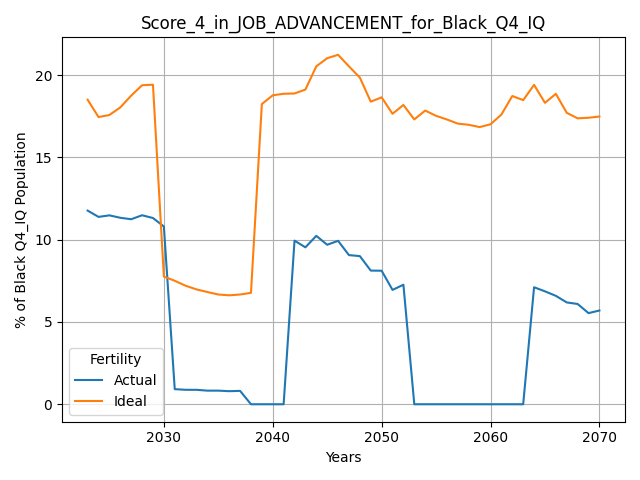 Score_4_in_JOB_ADVANCEMENT_for_Black_Q4_IQ
% of Black Q4_IQ Population
20
15
10
5
0
Fertility
Actual
Ideal
2030 2040 2050 2060 2070
Years